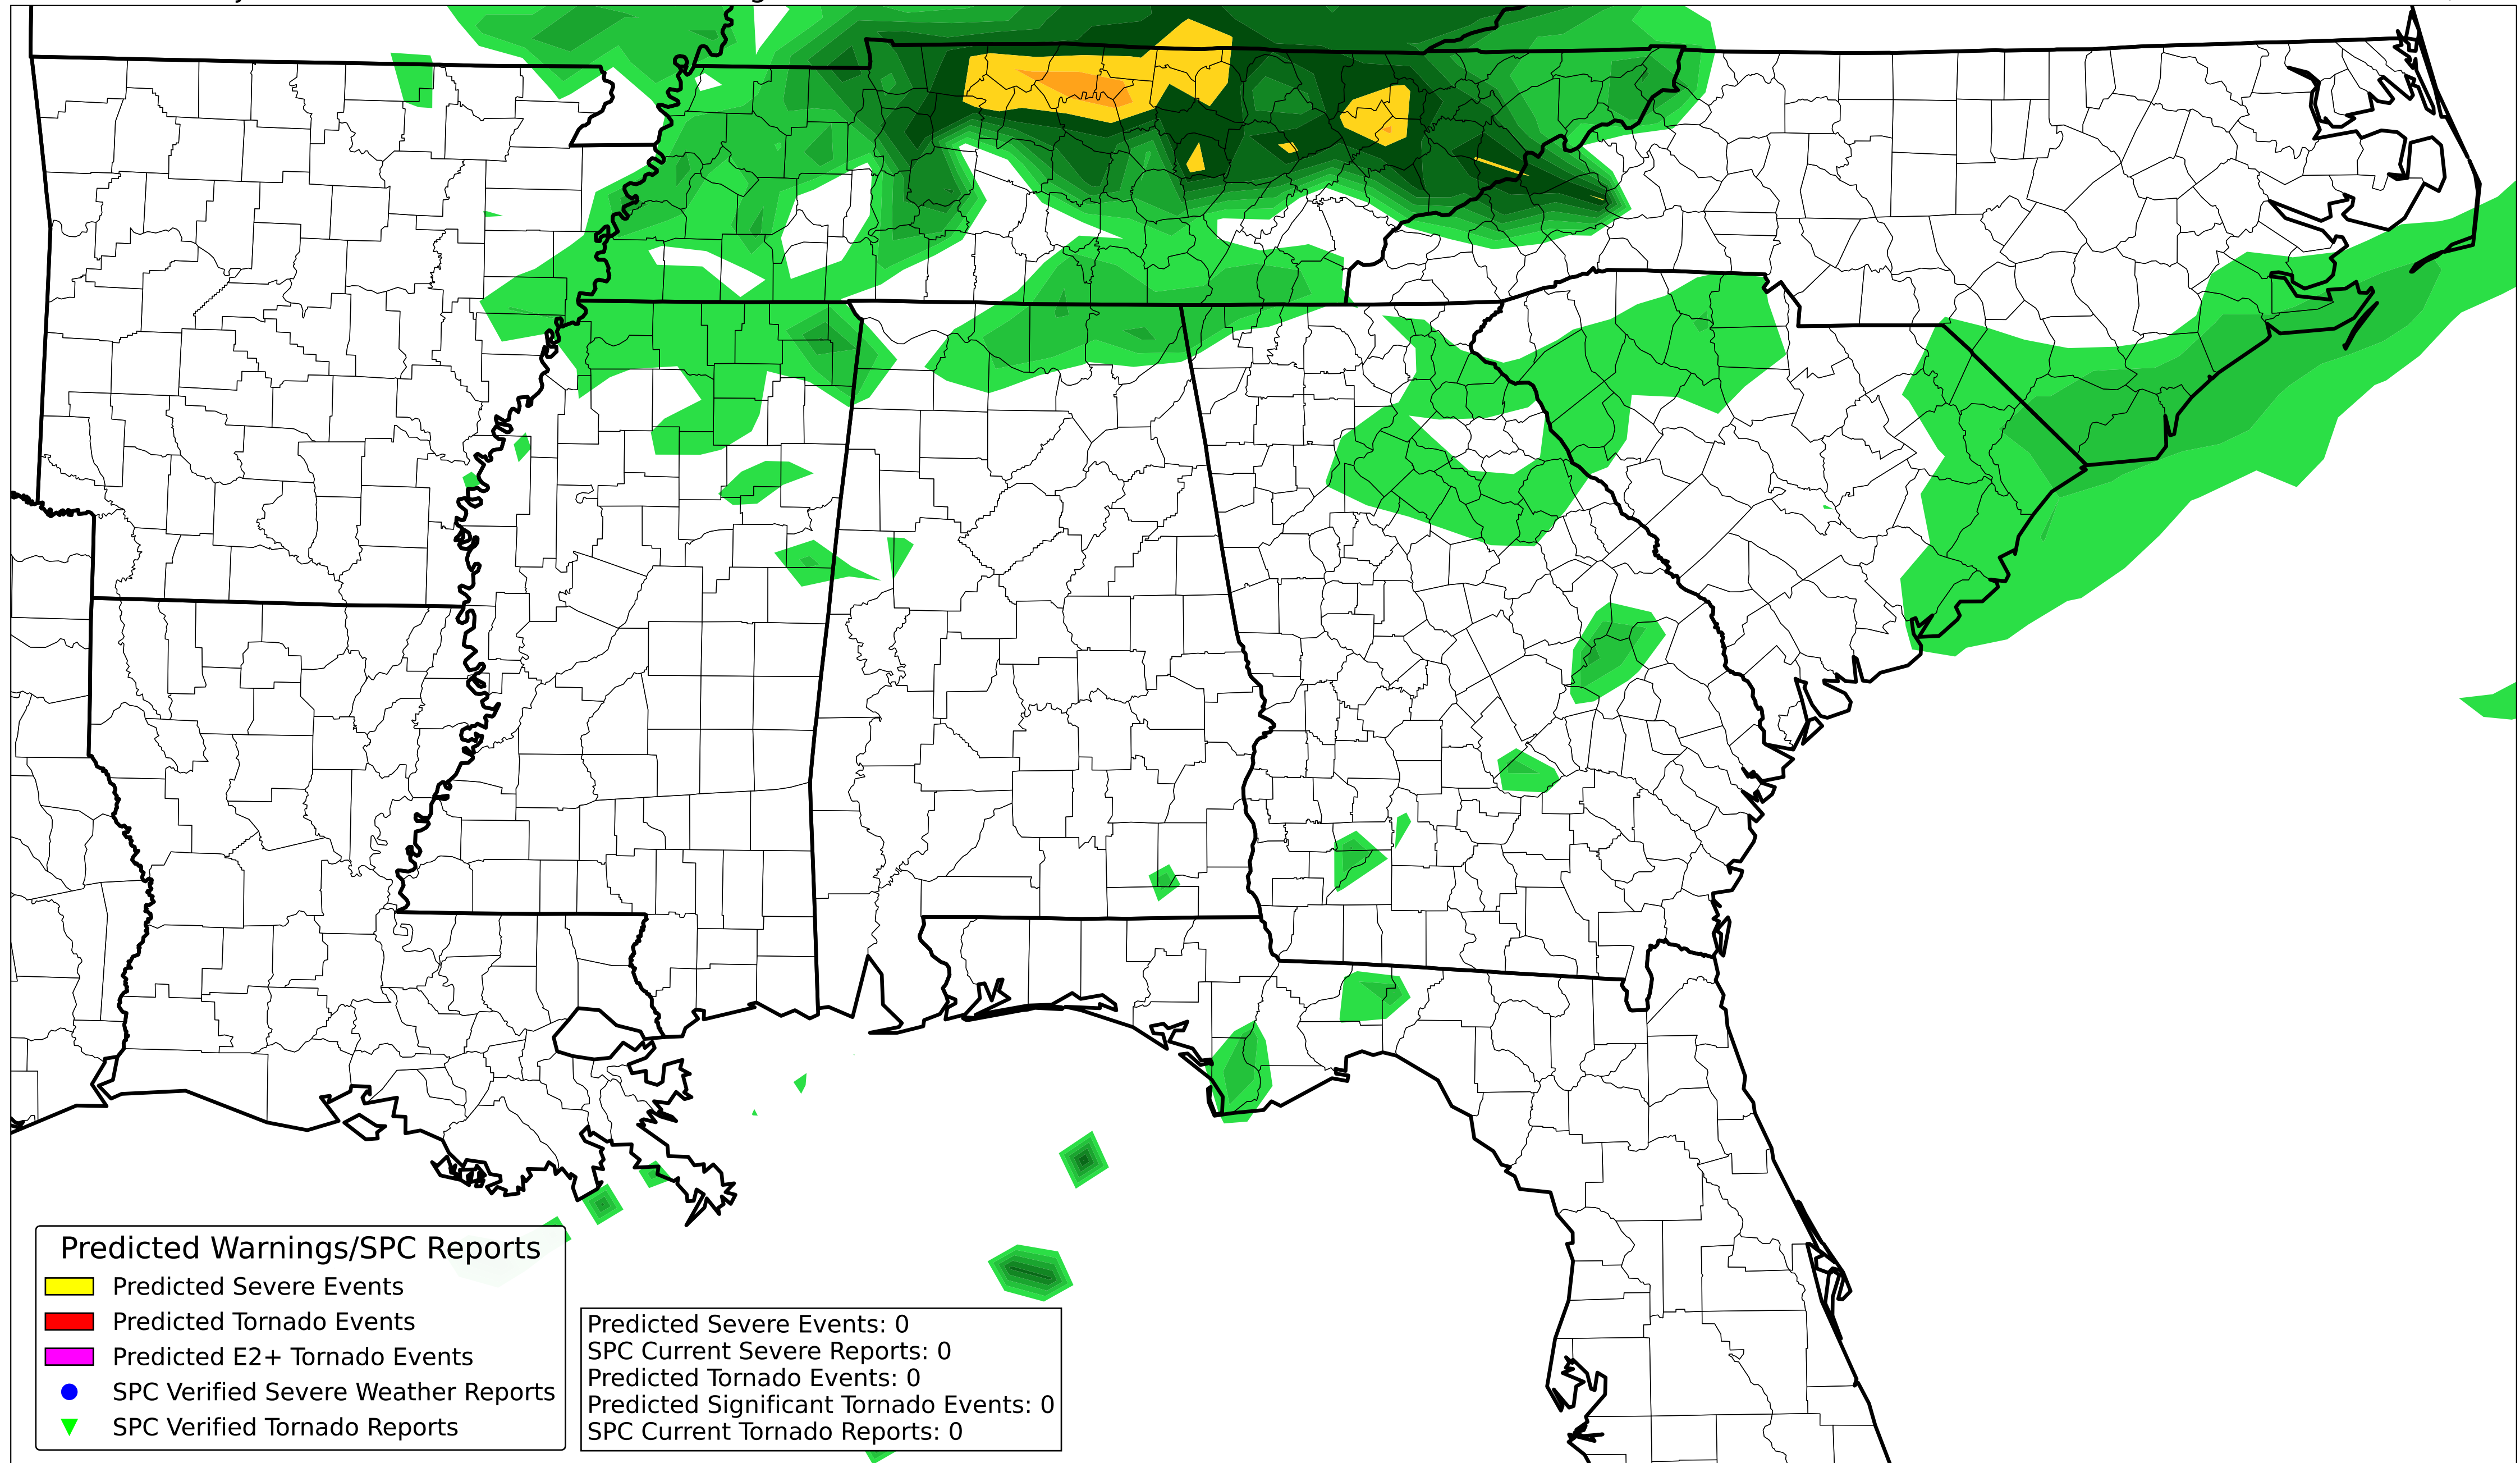 Predicted Warnings/SPC Reports
Predicted Severe Events
Predicted Tornado Events
Predicted E2+ Tornado Events
SPC Verified Severe Weather Reports
SPC Verified Tornado Reports
Predicted Severe Events: 0
SPC Current Severe Reports: 0
Predicted Tornado Events: 0
Predicted Significant Tornado Events: 0
SPC Current Tornado Reports: 0